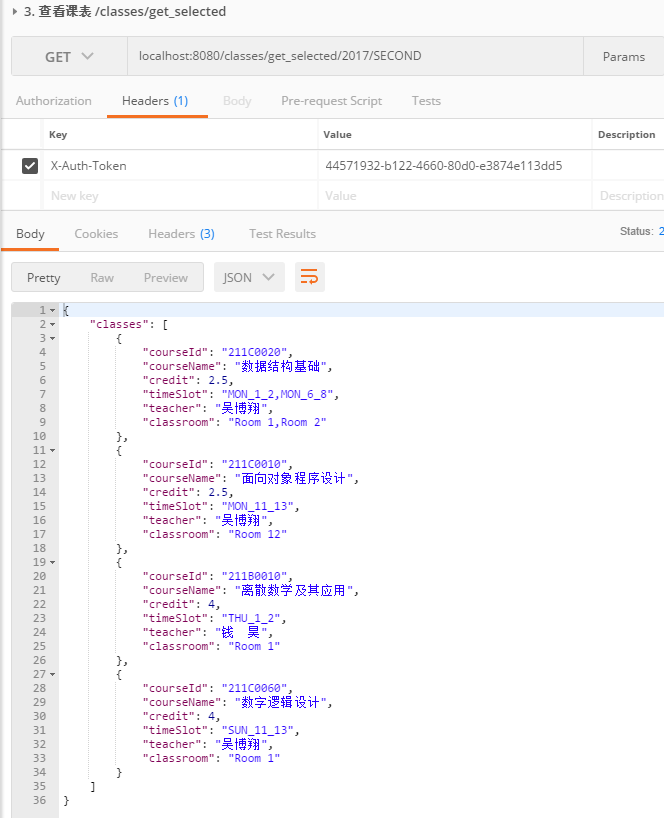 3. 查看课表 /classes/get_selected
GET localhost:8080/classes/get_selected/2017/SECOND Params
Authorization Headers (1) Body Pre-request Script Tests
Key Value Description
X-Auth-Token 44571932-b122-4660-80d0-e3874e113dd5
New key Value Description
Body Cookies Headers (3) Test Results Status: 2
Pretty Raw Preview JSON
1 {
2 "classes": [
3 {
4 "courseId": "211C0020",
5 "courseName": "数据结构基础",
6 "credit": 2.5,
7 "timeSlot": "MON_1_2,MON_6_8",
8 "teacher": "吴博翔",
9 "classroom": "Room 1,Room 2"
10 },
11 {
12 "courseId": "211C0010",
13 "courseName": "面向对象程序设计",
14 "credit": 2.5,
15 "timeSlot": "MON_11_13",
16 "teacher": "吴博翔",
17 "classroom": "Room 12"
18 },
19 {
20 "courseId": "211B0010",
21 "courseName": "离散数学及其应用",
22 "credit": 4,
23 "timeSlot": "THU_1_2",
24 "teacher": "钱 昊",
25 "classroom": "Room 1"
26 },
27 {
28 "courseId": "211C0060",
29 "courseName": "数字逻辑设计",
30 "credit": 4,
31 "timeSlot": "SUN_11_13",
32 "teacher": "吴博翔",
33 "classroom": "Room 1"
34 }
35 ]
36 }